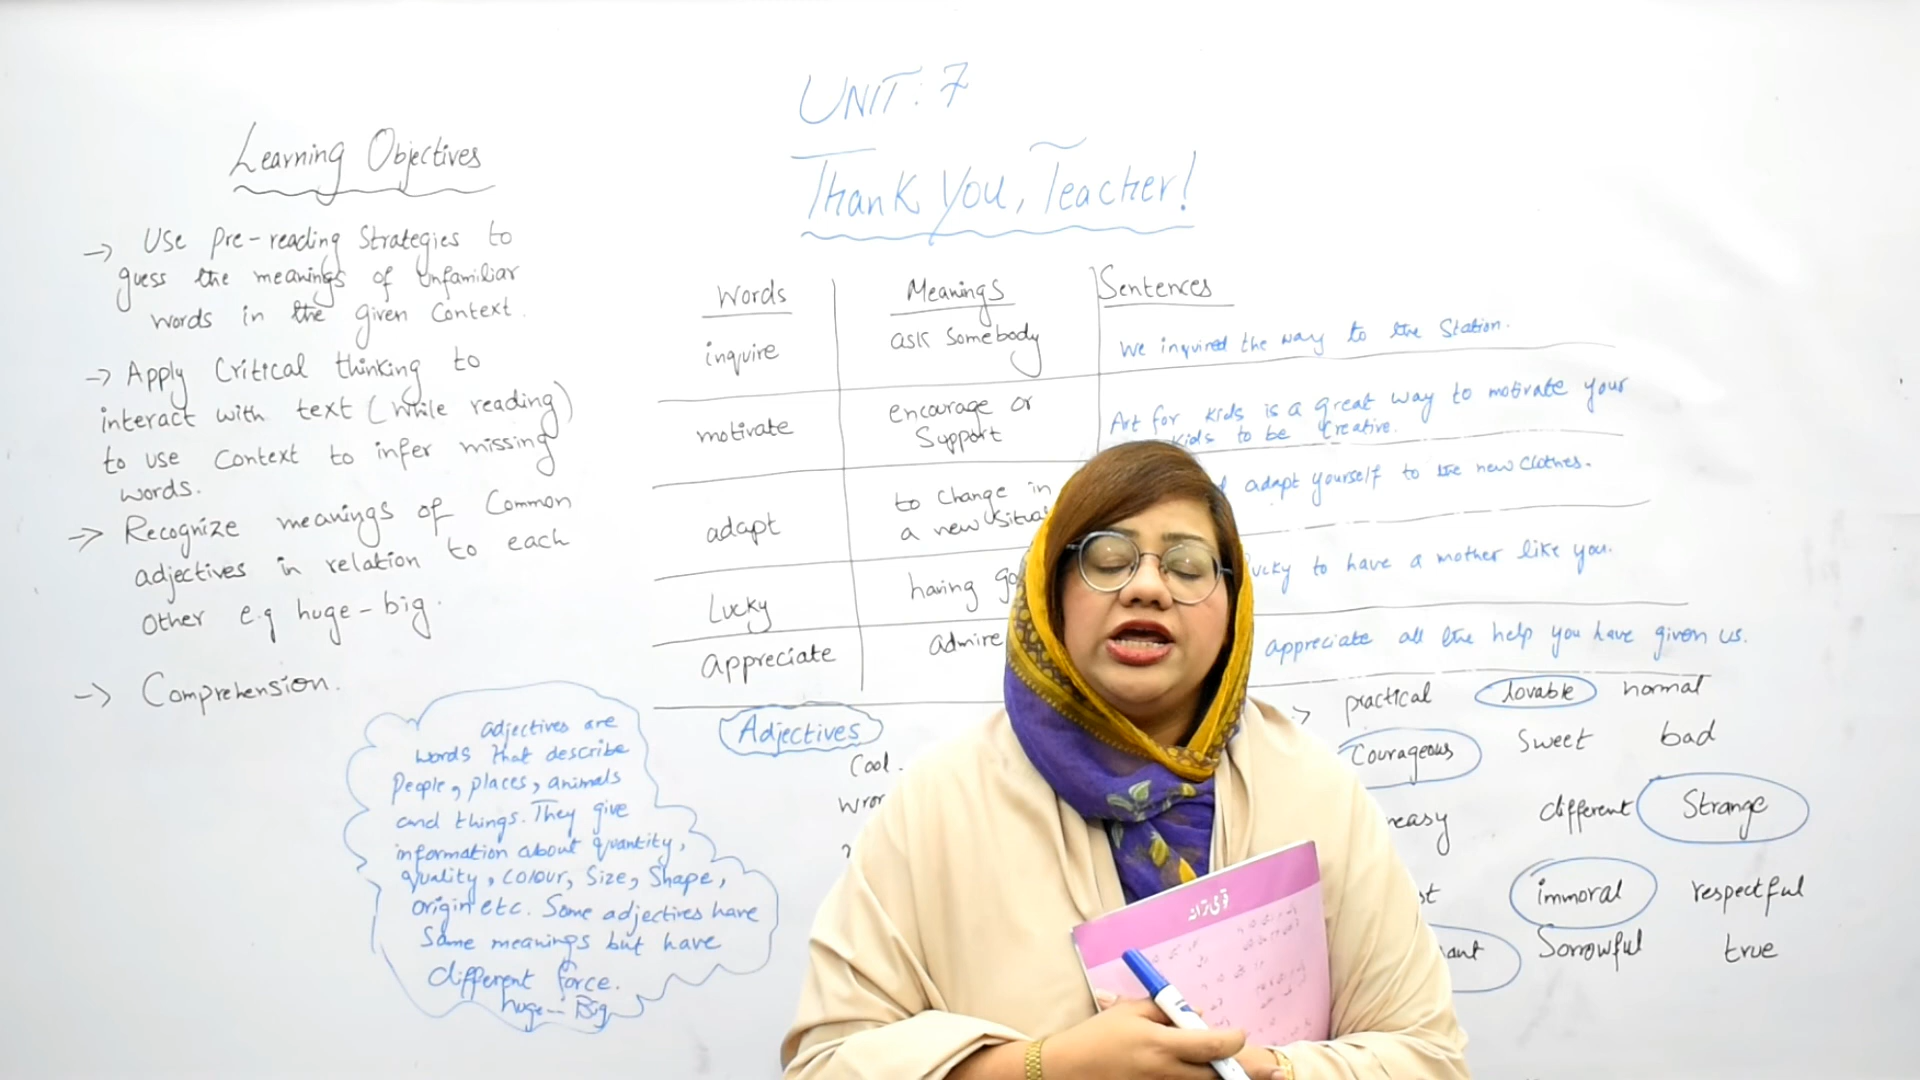 UNIT: 7
Thank You, Teacher!
Learning Objectives
-> Use pre-reading strategies to
guess the meanings of unfamiliar
words in the given context.
-> Apply critical thinking to
interact with text (while reading)
to use context to infer missing
words.
-> Recognize meanings of common
adjectives in relation to each
other e.g huge-big.
-> Comprehension.
adjectives are
words that describe
people, places, animals
and things. They give
information about quantity,
quality, colour, size, shape,
origin etc. Some adjectives have
same meanings but have
different force.
huge-Big
Words Meanings Sentences
inquire ask somebody We inquired the way to the station.
motivate encourage or support Art for kids is a great way to motivate your
kids to be creative.
adapt to change in
a new adapt yourself to the new clothes.
Lucky having to have a mother like you.
appreciate admire appreciate all the help you have given us.
Adjectives
Cool.
practical lovable normal
Courageous sweet bad
different Strange
immoral respectful
Sorrowful true
قومی ترانہ